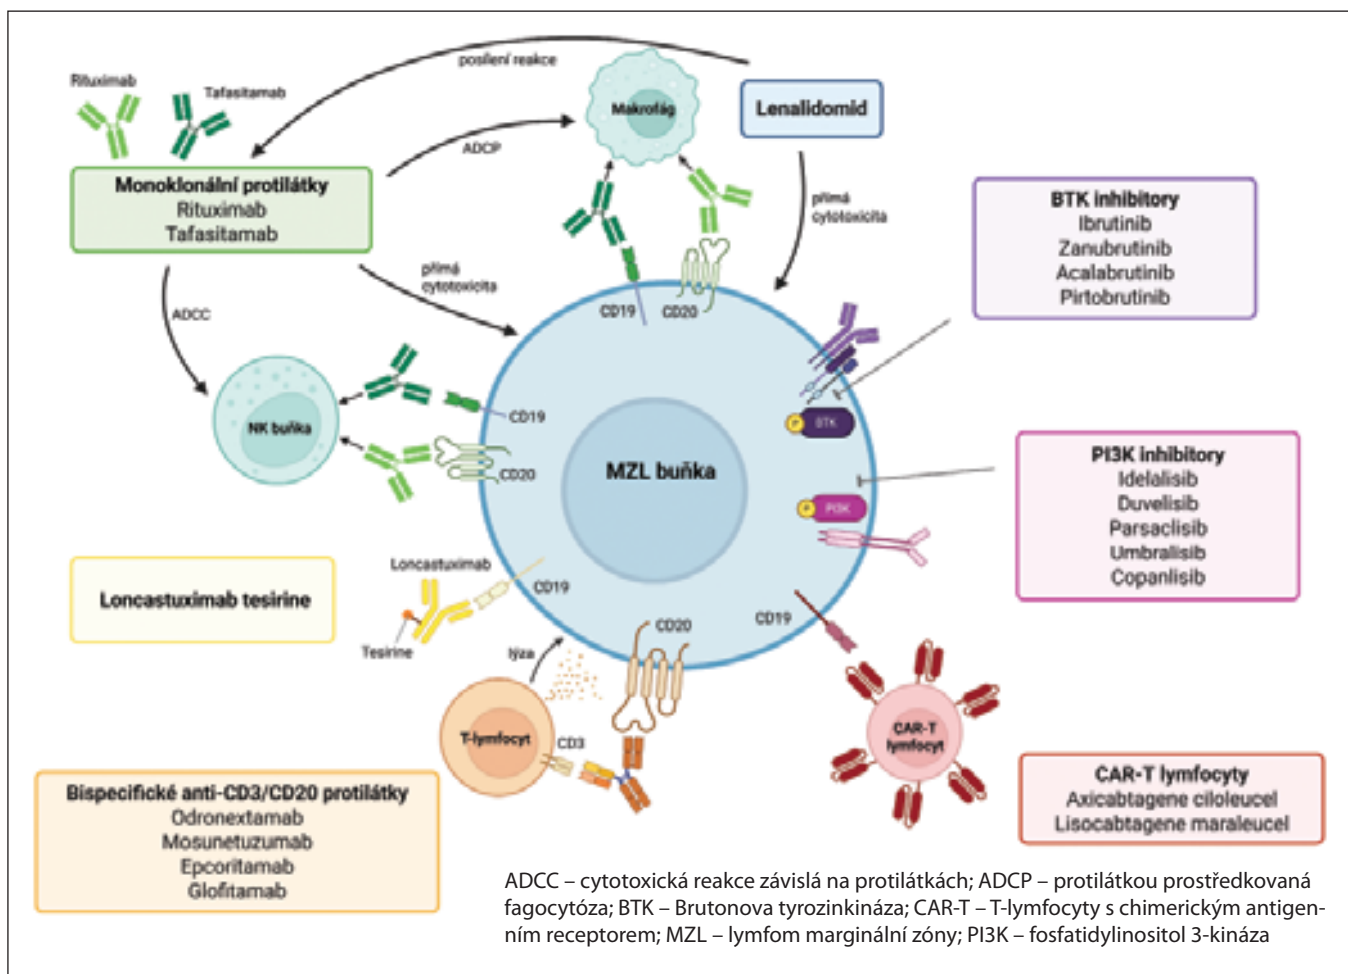 posílení reakce
Rituximab
Tafasitamab
Makrofág
Lenalidomid
ADCP
Monoklonální protilátky
Rituximab
Tafasitamab
přímá
cytotoxicita
BTK inhibitory
Ibrutinib
Zanubrutinib
Acalabrutinib
Pirtobrutinib
přímá
cytotoxicita
ADCC
CD19
CD20
NK buňka
CD19
CD20
MZL buňka
P
BTK
P
PI3K
PI3K inhibitory
Idelalisib
Duvelisib
Parsaclisib
Umbralisib
Copanlisib
Loncastuximab tesirine
Loncastuximab
Tesirine
CD19
CD20
CD19
lýza
T-lymfocyt
CD3
CAR-T
lymfocyt
Bispecifické anti-CD3/CD20 protilátky
Odronextamab
Mosunetuzumab
Epcoritamab
Glofitamab
CAR-T lymfocyty
Axicabtagene ciloleucel
Lisocabtagene maraleucel
ADCC – cytotoxická reakce závislá na protilátkách; ADCP – protilátkou prostředkovaná
fagocytóza; BTK – Brutonova tyrozinkináza; CAR-T – T-lymfocyty s chimerickým antigen-
ním receptorem; MZL – lymfom marginální zóny; PI3K – fosfatidylinositol 3-kináza